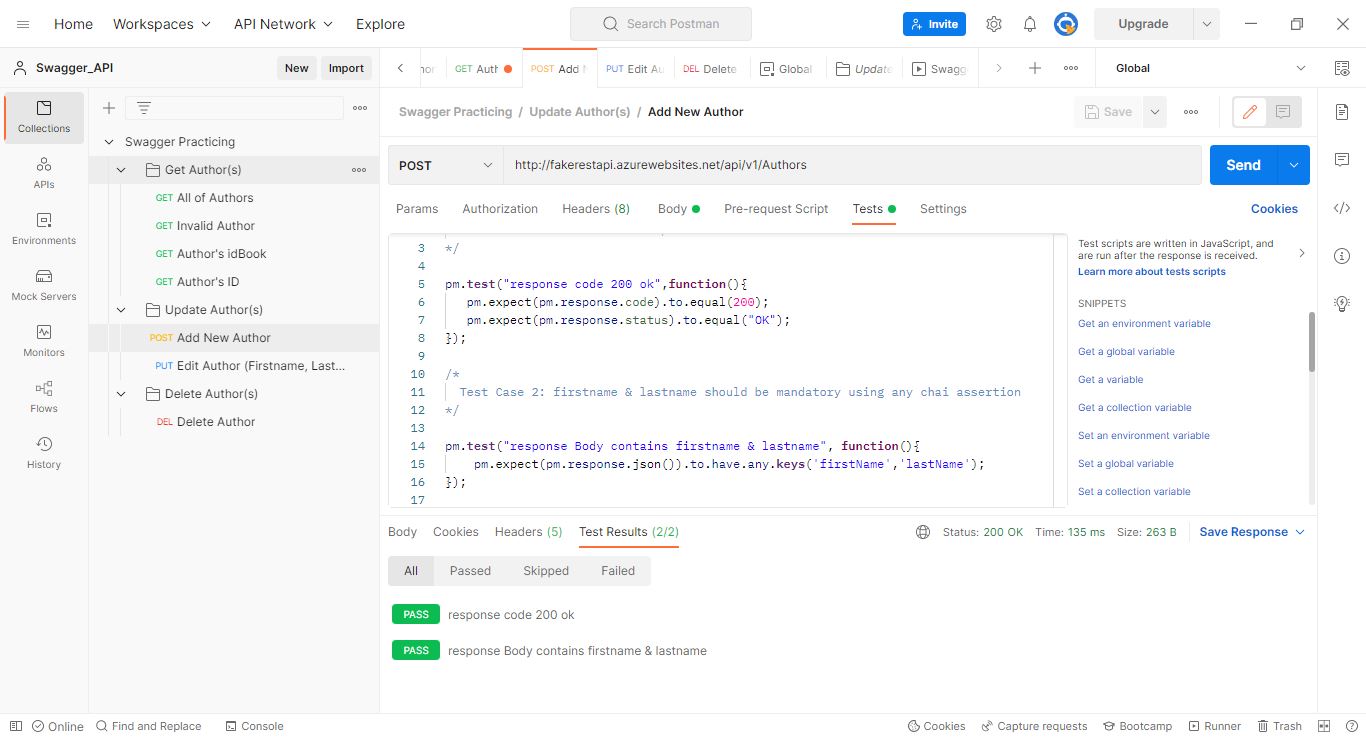 Home Workspaces API Network Explore Search Postman Invite Upgrade
Swagger_API New Import
GET Auth POST Add PUT Edit Au DEL Delete Global Update Swagg Global
Collections
APIs
Environments
Mock Servers
Monitors
Flows
History
Swagger Practicing
Get Author(s)
GET All of Authors
GET Invalid Author
GET Author's idBook
GET Author's ID
Update Author(s)
POST Add New Author
PUT Edit Author (Firstname, Last...
Delete Author(s)
DEL Delete Author
Swagger Practicing / Update Author(s) / Add New Author Save
POST http://fakerestapi.azurewebsites.net/api/v1/Authors Send
Params Authorization Headers (8) Body Pre-request Script Tests Settings Cookies
3 */
4
5 pm.test("response code 200 ok",function(){
6 pm.expect(pm.response.code).to.equal(200);
7 pm.expect(pm.response.status).to.equal("OK");
8 });
9
10 /*
11 Test Case 2: firstname & lastname should be mandatory using any chai assertion
12 */
13
14 pm.test("response Body contains firstname & lastname", function(){
15 pm.expect(pm.response.json()).to.have.any.keys('firstName','lastName');
16 });
17
Test scripts are written in JavaScript, and
are run after the response is received.
Learn more about tests scripts
SNIPPETS
Get an environment variable
Get a global variable
Get a variable
Get a collection variable
Set an environment variable
Set a global variable
Set a collection variable
Body Cookies Headers (5) Test Results (2/2) Status: 200 OK Time: 135 ms Size: 263 B Save Response
All Passed Skipped Failed
PASS response code 200 ok
PASS response Body contains firstname & lastname
Online Find and Replace Console Cookies Capture requests Bootcamp Runner Trash